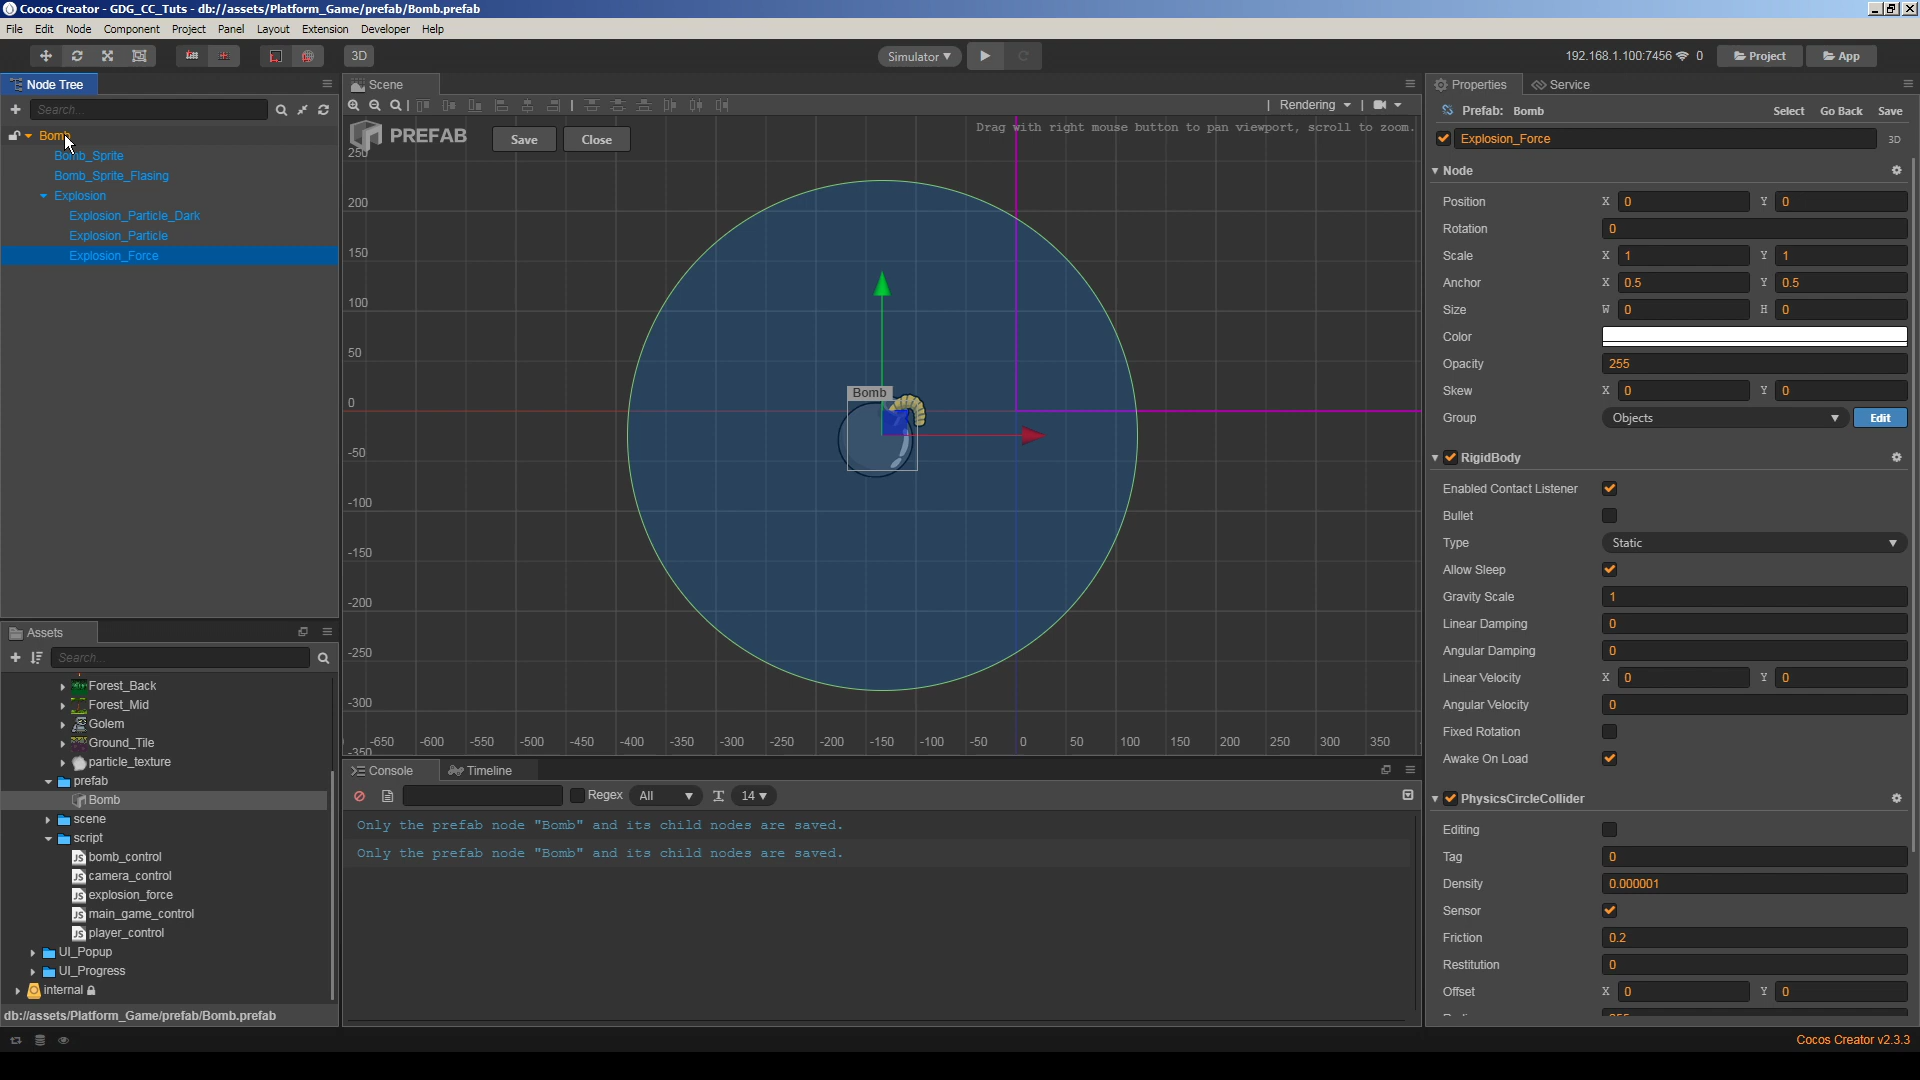 Cocos Creator - GDG_CC_Tuts - db://assets/Platform_Game/prefab/Bomb.prefab
File Edit Node Component Project Panel Layout Extension Developer Help
3D
Simulator
192.168.1.100:7456 0
Project
App
Node Tree
Search...
Bomb
Bomb_Sprite
Bomb_Sprite_Flasing
Explosion
Explosion_Particle_Dark
Explosion_Particle
Explosion_Force
Assets
Search...
Forest_Back
Forest_Mid
Golem
Ground_Tile
particle_texture
prefab
Bomb
scene
script
bomb_control
camera_control
explosion_force
main_game_control
player_control
UI_Popup
UI_Progress
internal
db://assets/Platform_Game/prefab/Bomb.prefab
Scene
Rendering
PREFAB
Save
Close
Drag with right mouse button to pan viewport, scroll to zoom.
250
200
150
100
50
0
-50
-100
-150
-200
-250
-300
-350
Bomb
-650 -600 -550 -500 -450 -400 -350 -300 -250 -200 -150 -100 -50 0 50 100 150 200 250 300 350
Console
Timeline
Regex
All
14
Only the prefab node "Bomb" and its child nodes are saved.
Only the prefab node "Bomb" and its child nodes are saved.
Properties
Service
Prefab: Bomb
Select Go Back Save
Explosion_Force
3D
Node
Position X 0 Y 0
Rotation 0
Scale X 1 Y 1
Anchor X 0.5 Y 0.5
Size W 0 H 0
Color
Opacity 255
Skew X 0 Y 0
Group Objects Edit
RigidBody
Enabled Contact Listener
Bullet
Type Static
Allow Sleep
Gravity Scale 1
Linear Damping 0
Angular Damping 0
Linear Velocity X 0 Y 0
Angular Velocity 0
Fixed Rotation
Awake On Load
PhysicsCircleCollider
Editing
Tag 0
Density 0.000001
Sensor
Friction 0.2
Restitution 0
Offset X 0 Y 0
Cocos Creator v2.3.3